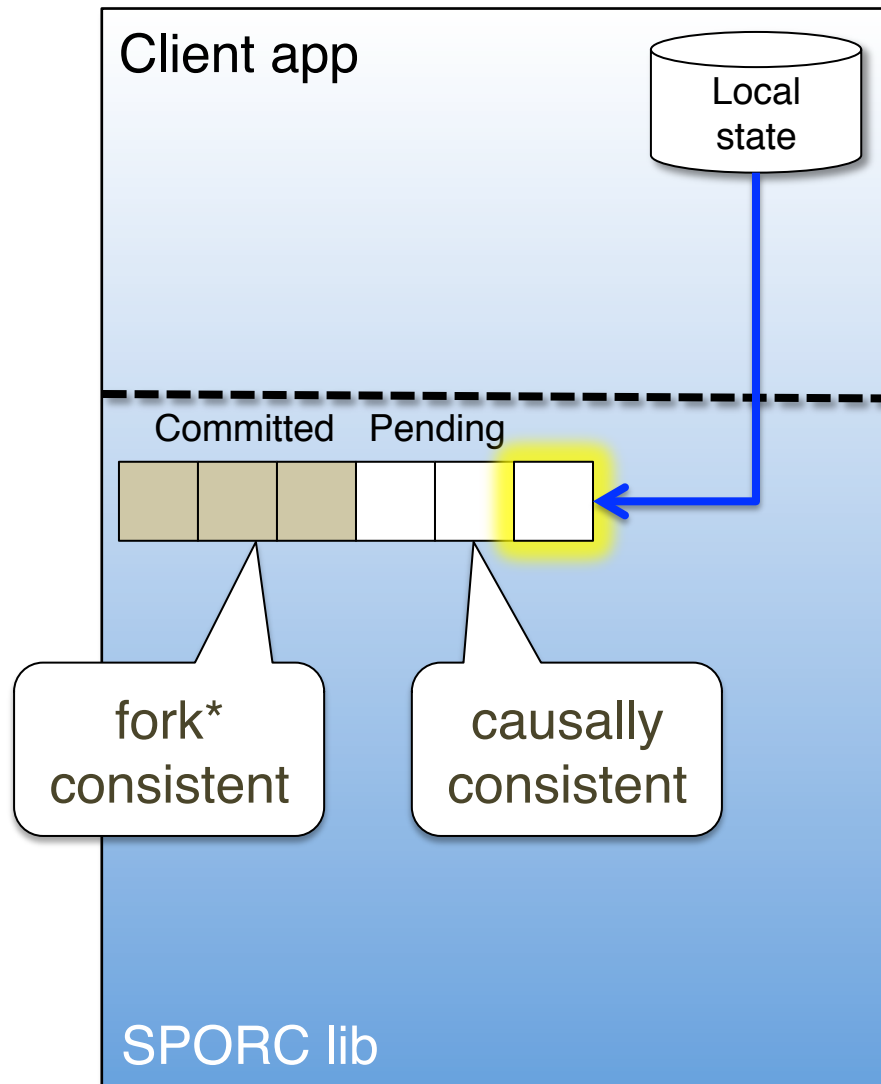 Client app
Local
state
Committed Pending
fork*
consistent
causally
consistent
SPORC lib